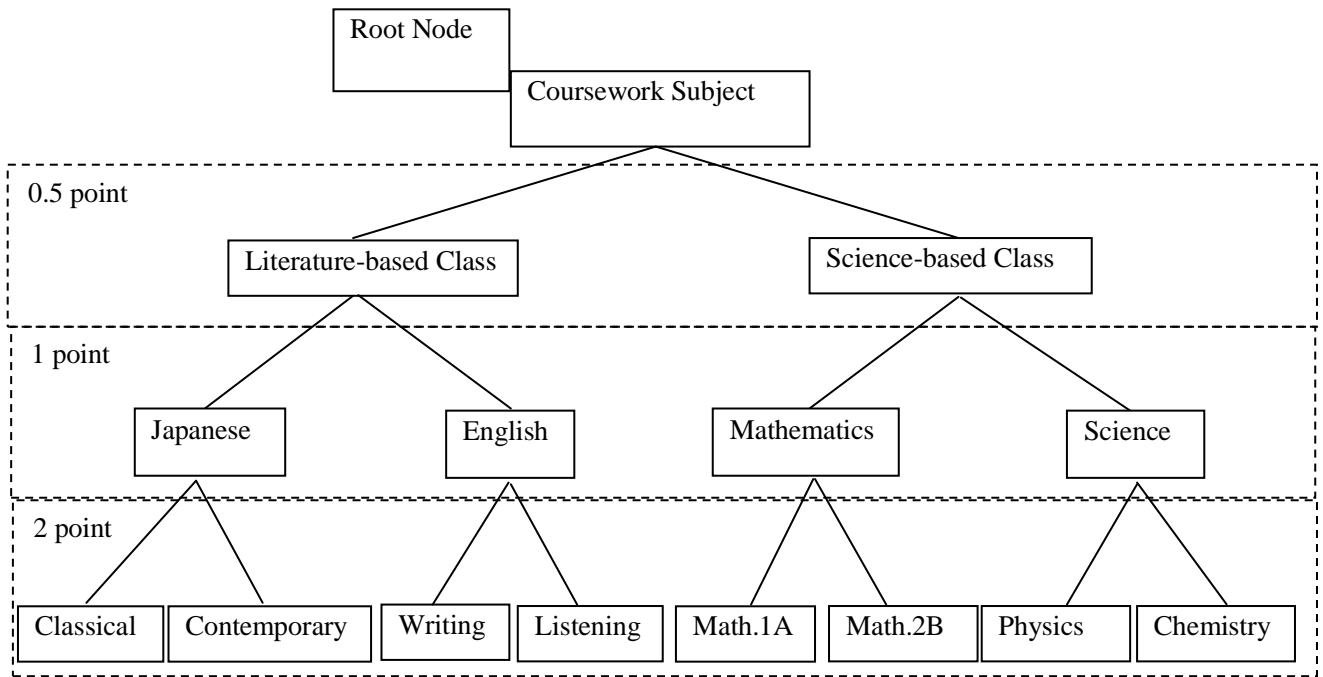 Root Node
Coursework Subject
0.5 point
Literature-based Class
Science-based Class
1 point
Japanese
English
Mathematics
Science
2 point
Classical
Contemporary
Writing
Listening
Math.1A
Math.2B
Physics
Chemistry